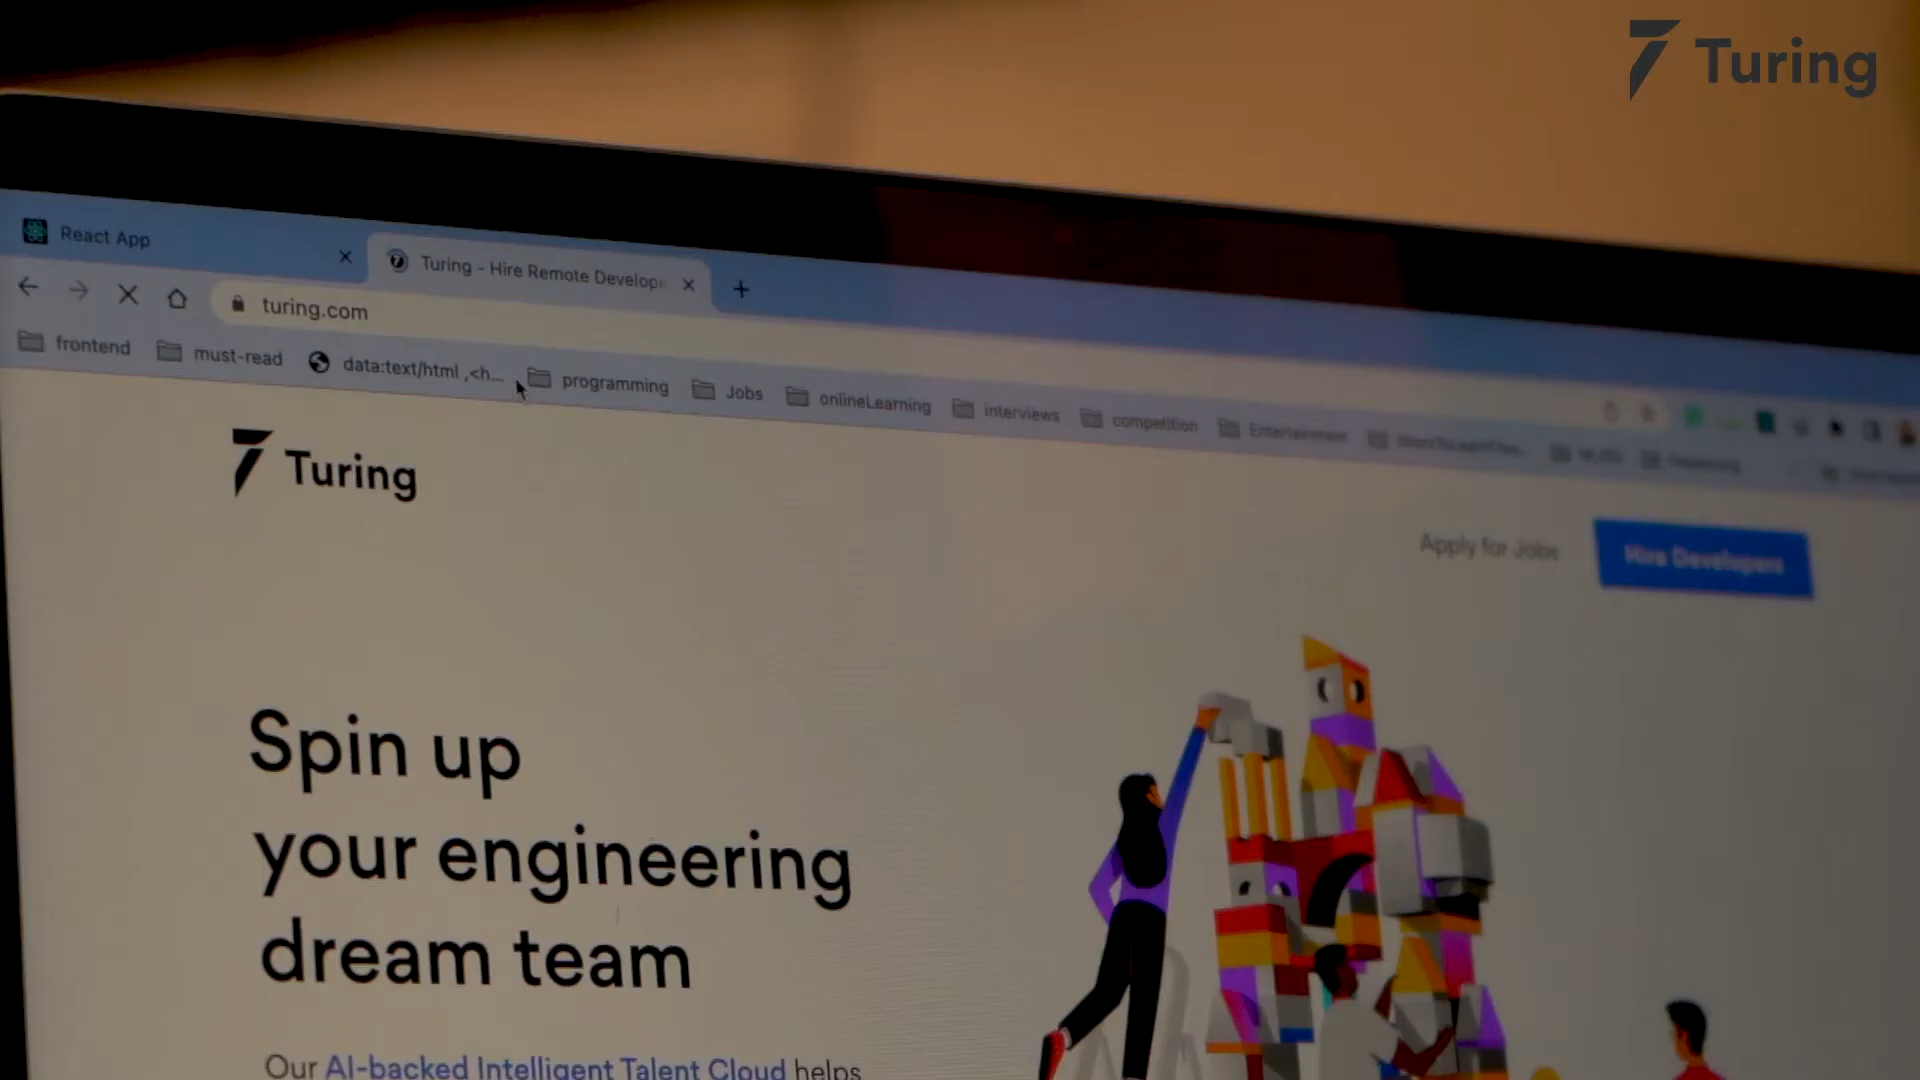 Turing
React App
Turing - Hire Remote Develop
turing.com
frontend
must-read
data:text/html ,<h...
programming
Jobs
onlineLearning
interviews
competition
Entertainment
Turing
Apply for Jobs
Hire Developers
Spin up
your engineering
dream team
Our AI-backed Intelligent Talent Cloud helps